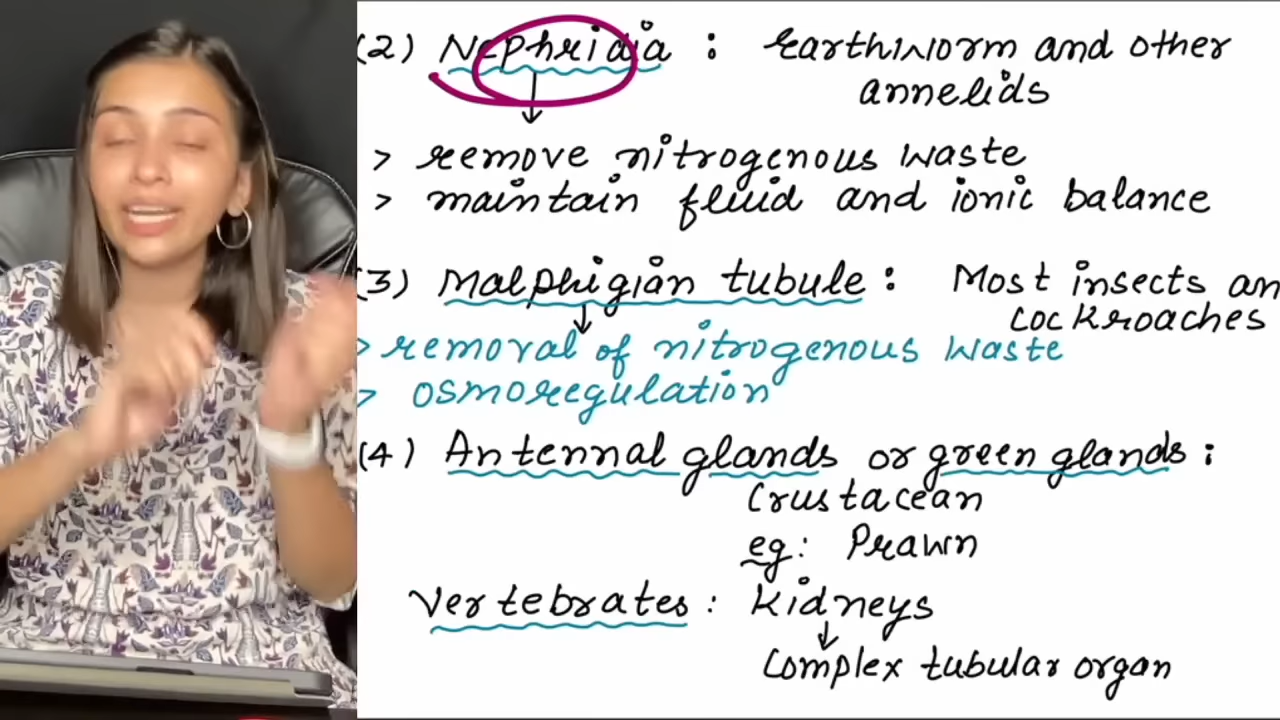 (2) Nephridia : Earthworm and other
annelids
> remove nitrogenous waste
> maintain fluid and ionic balance
(3) Malphigian tubule : Most insects an
cockroaches
> removal of nitrogenous waste
> osmoregulation
(4) Antennal glands or green glands :
Crustacean
eg: Prawn
Vertebrates : Kidneys
Complex tubular organ